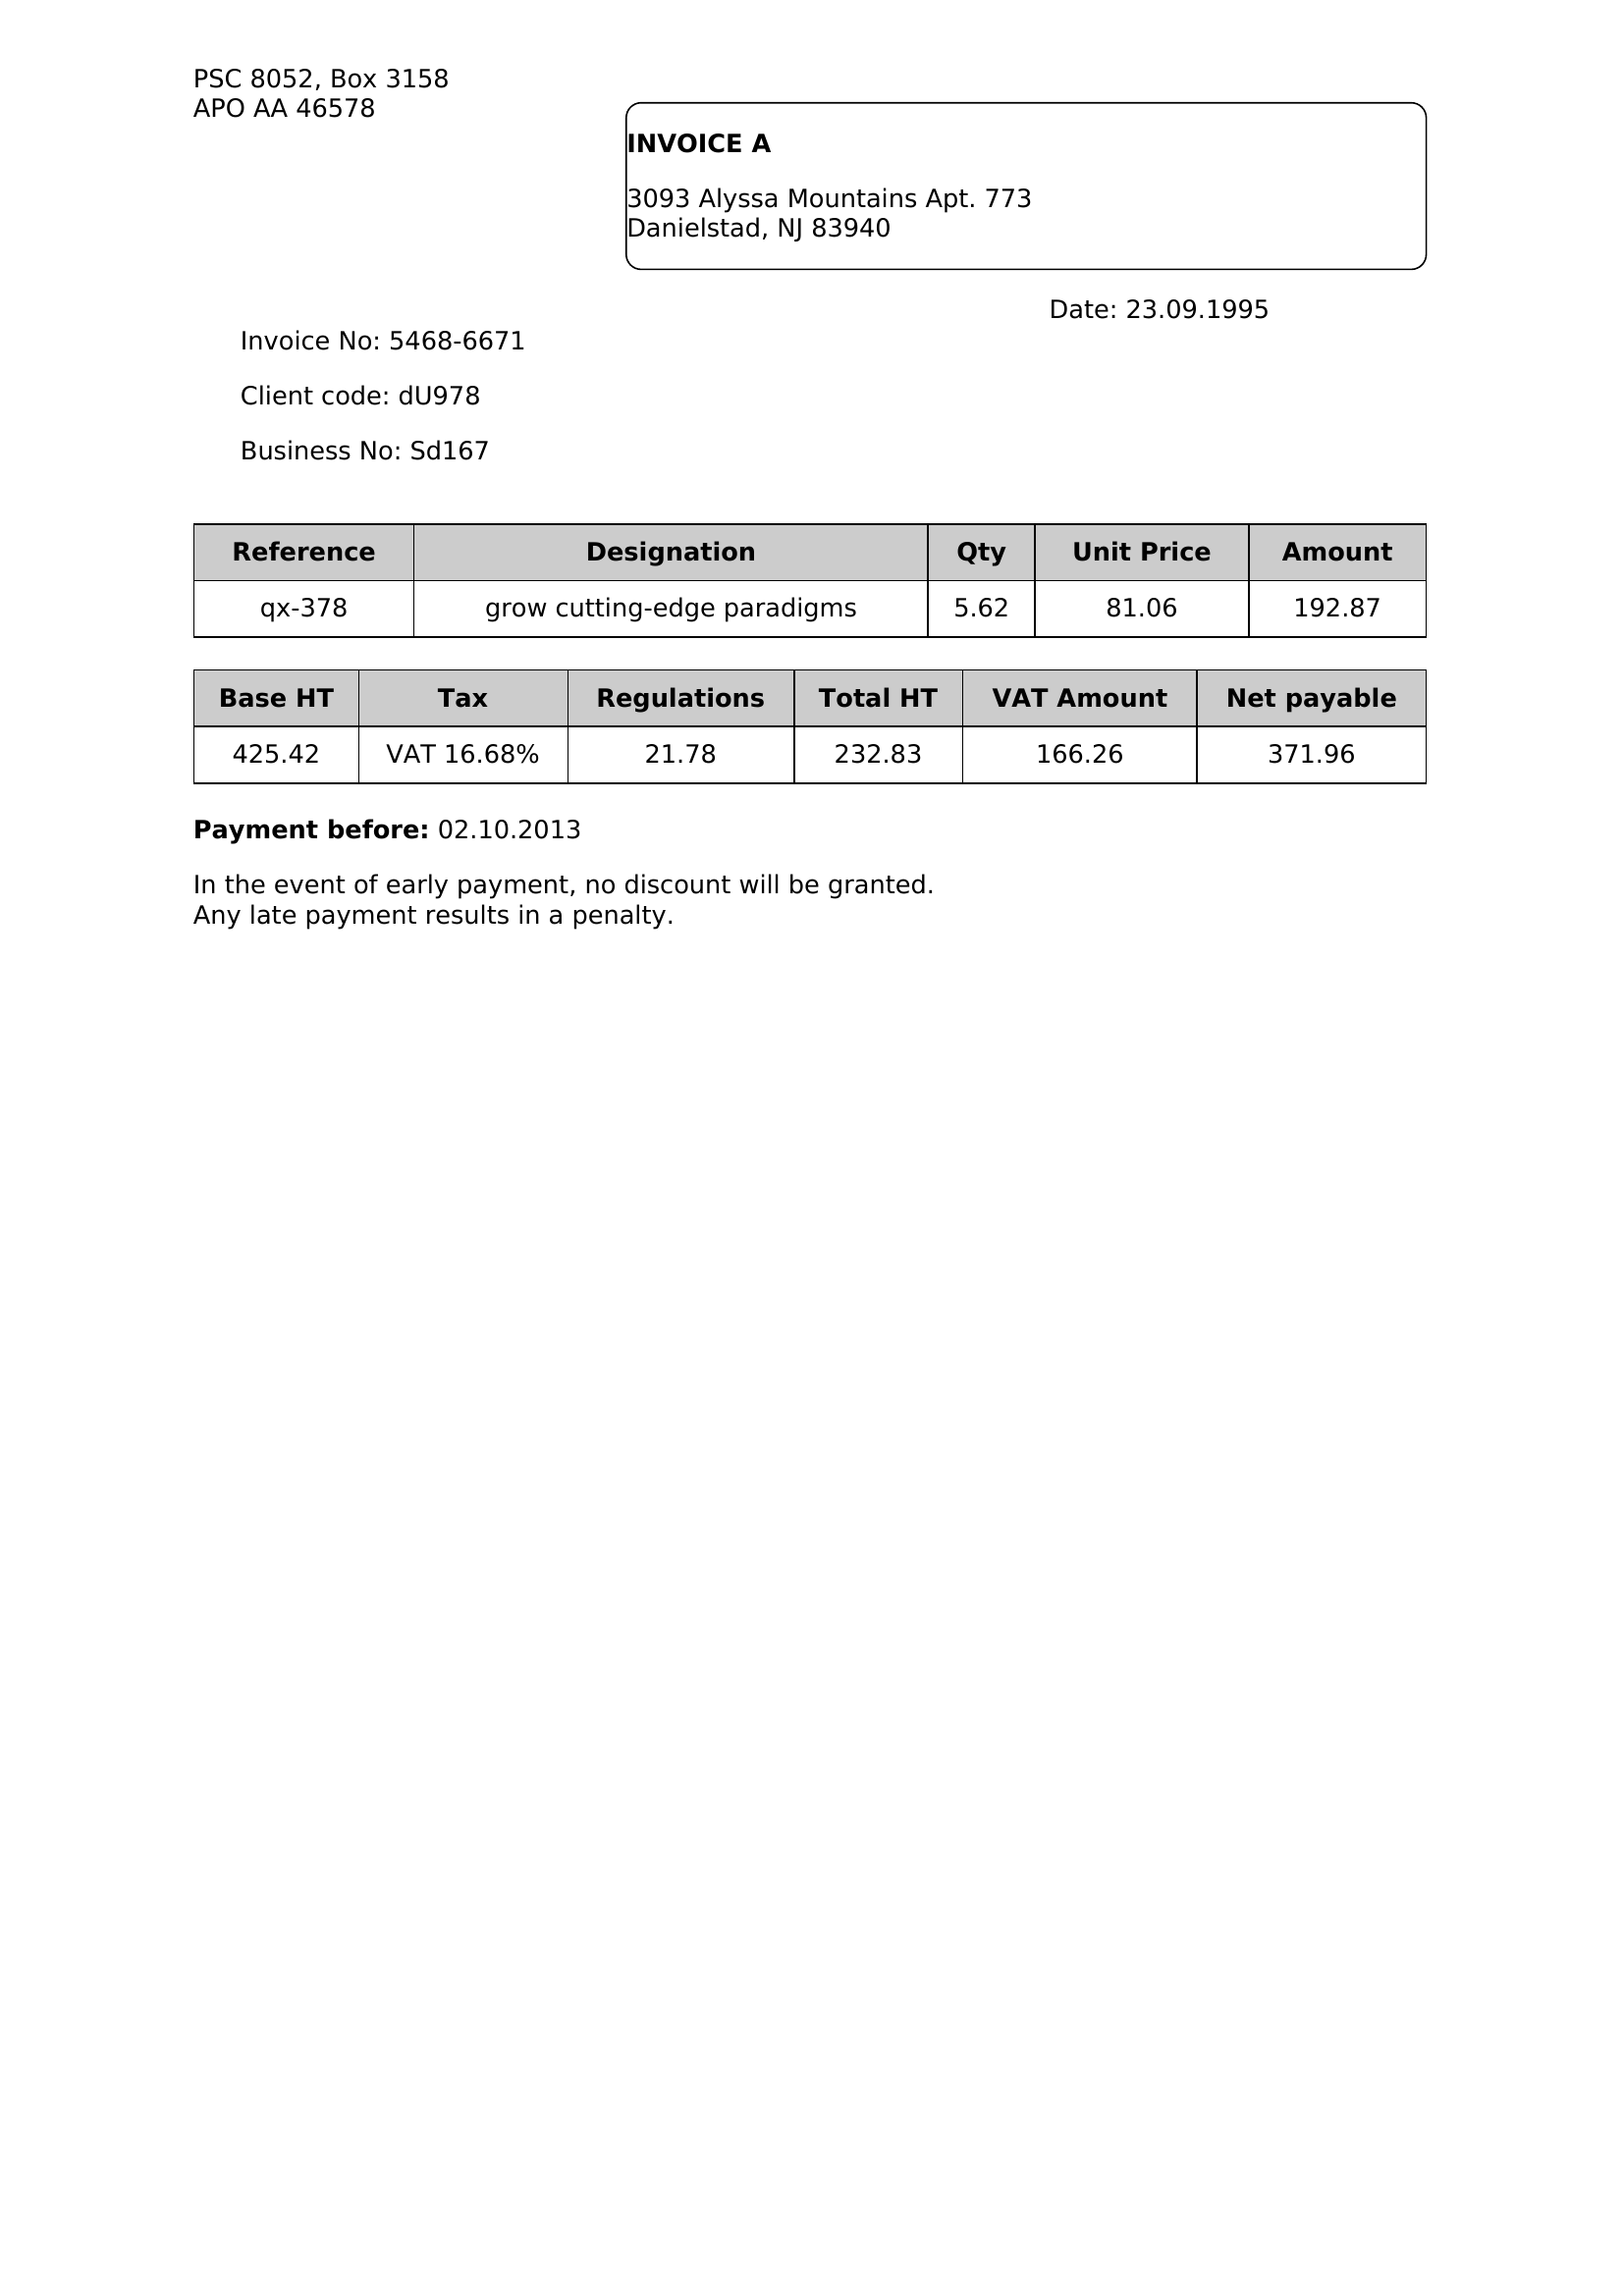 PSC 8052, Box 3158
APO AA 46578
INVOICE A
3093 Alyssa Mountains Apt. 773
Danielstad, NJ 83940
Date: 23.09.1995
Invoice No: 5468-6671
Client code: dU978
Business No: Sd167
Reference Designation Qty Unit Price Amount
qx-378 grow cutting-edge paradigms 5.62 81.06 192.87
Base HT Tax Regulations Total HT VAT Amount Net payable
425.42 VAT 16.68% 21.78 232.83 166.26 371.96
Payment before: 02.10.2013
In the event of early payment, no discount will be granted.
Any late payment results in a penalty.